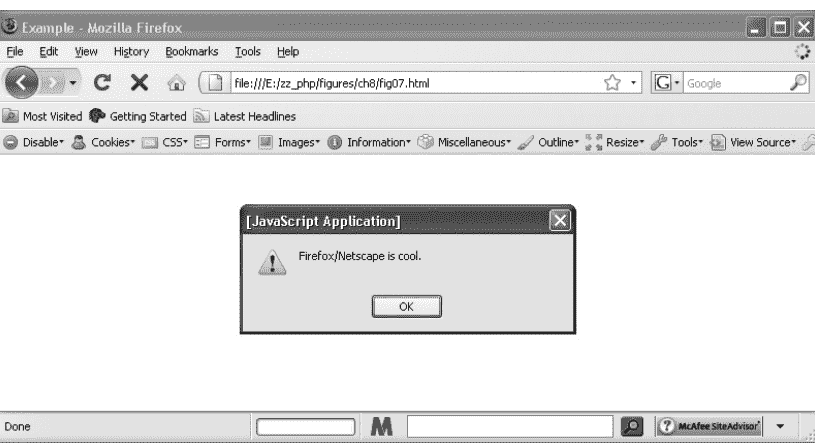 Example - Mozilla Firefox
File Edit View History Bookmarks Tools Help
file:///E:/zz_php/figures/ch8/fig07.html G Google
Most Visited Getting Started Latest Headlines
Disable Cookies CSS Forms Images Information Miscellaneous Outline Resize Tools View Source
[JavaScript Application]
Firefox/Netscape is cool.
OK
Done M McAfee SiteAdvisor